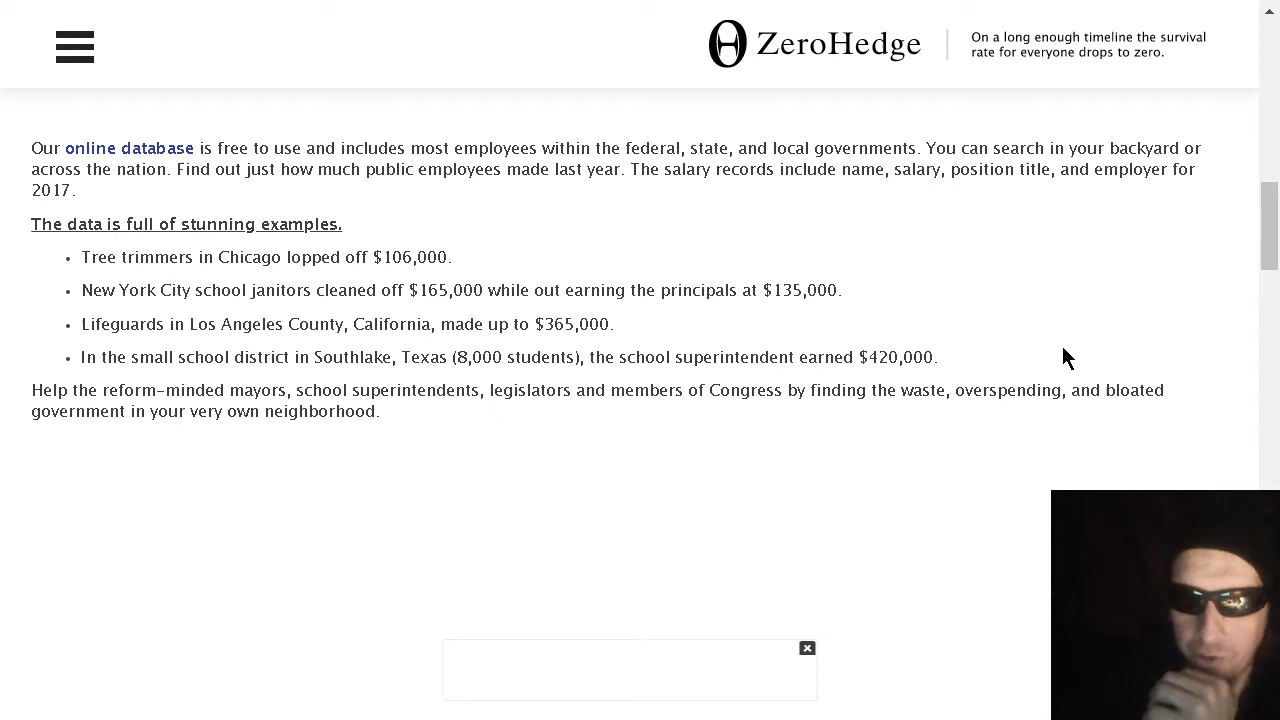 ZeroHedge
On a long enough timeline the survival
rate for everyone drops to zero.
Our online database is free to use and includes most employees within the federal, state, and local governments. You can search in your backyard or
across the nation. Find out just how much public employees made last year. The salary records include name, salary, position title, and employer for
2017.
The data is full of stunning examples.
• Tree trimmers in Chicago lopped off $106,000.
• New York City school janitors cleaned off $165,000 while out earning the principals at $135,000.
• Lifeguards in Los Angeles County, California, made up to $365,000.
• In the small school district in Southlake, Texas (8,000 students), the school superintendent earned $420,000.
Help the reform-minded mayors, school superintendents, legislators and members of Congress by finding the waste, overspending, and bloated
government in your very own neighborhood.